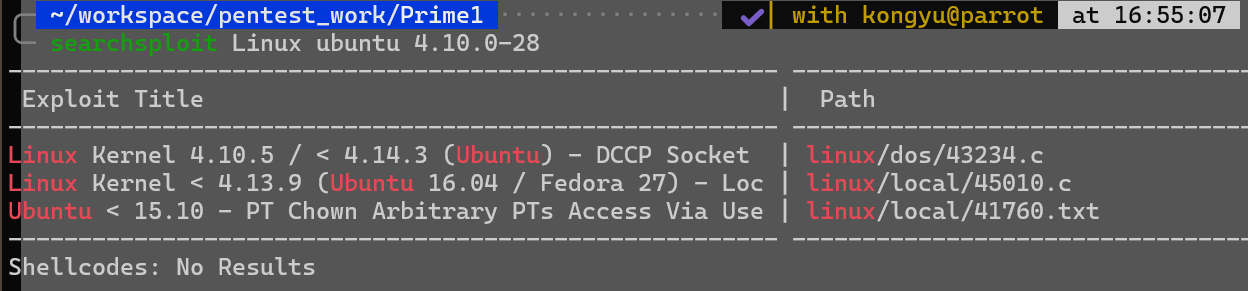 ~/workspace/pentest_work/Prime1 ✔ with kongyu@parrot at 16:55:07
searchsploit Linux ubuntu 4.10.0-28
Exploit Title | Path
Linux Kernel 4.10.5 / < 4.14.3 (Ubuntu) - DCCP Socket | linux/dos/43234.c
Linux Kernel < 4.13.9 (Ubuntu 16.04 / Fedora 27) - Loc | linux/local/45010.c
Ubuntu < 15.10 - PT Chown Arbitrary PTs Access Via Use | linux/local/41760.txt
Shellcodes: No Results